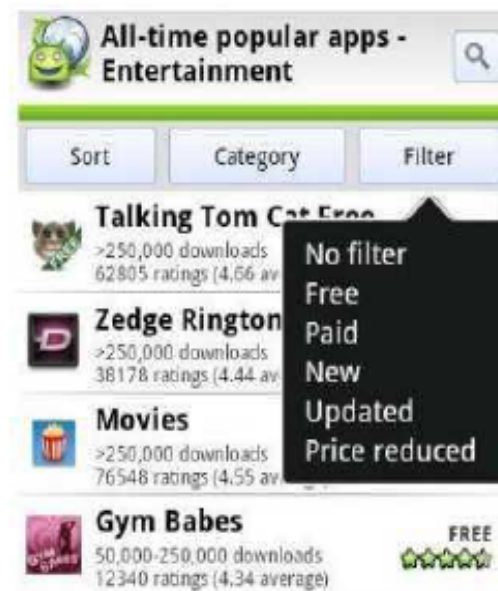 All-time popular apps -
Entertainment
Sort Category Filter
Talking Tom Cat Free
>250,000 downloads
62805 ratings (4.66 av
No filter
Free
Paid
New
Updated
Price reduced
Zedge Rington
>250,000 downloads
38178 ratings (4.44 av
Movies
>250,000 downloads
76548 ratings (4.55 av
Gym Babes
FREE
50,000-250,000 downloads
12340 ratings (4.34 average)